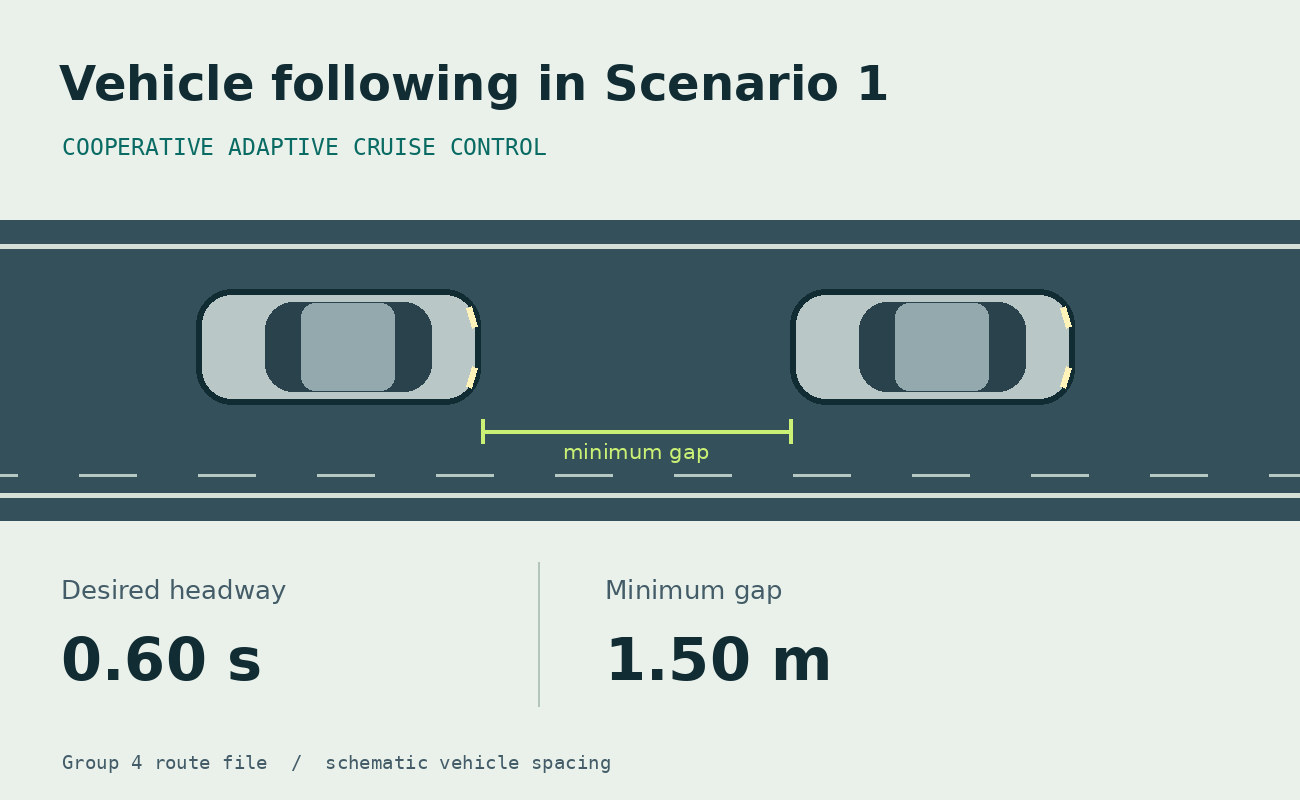 Vehicle following in Scenario 1
COOPERATIVE ADAPTIVE CRUISE CONTROL
minimum gap
Desired headway
0.60 s
Minimum gap
1.50 m
Group 4 route file / schematic vehicle spacing